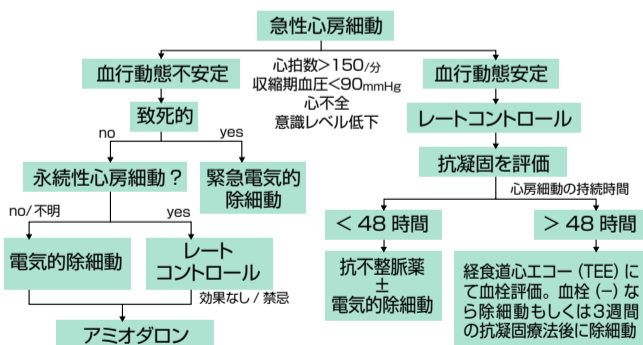 急性心房細動
血行動態不安定
心拍数>150/分
収縮期血圧<90mmHg
心不全
意識レベル低下
血行動態安定
致死的
レートコントロール
no
yes
抗凝固を評価
永続性心房細動？
緊急電気的
除細動
心房細動の持続時間
no/不明
yes
< 48 時間
> 48 時間
電気的除細動
レート
コントロール
抗不整脈薬
±
電気的除細動
経食道心エコー (TEE) に
て血栓評価。血栓 (−) な
ら除細動もしくは3週間
の抗凝固療法後に除細動
効果なし / 禁忌
アミオダロン